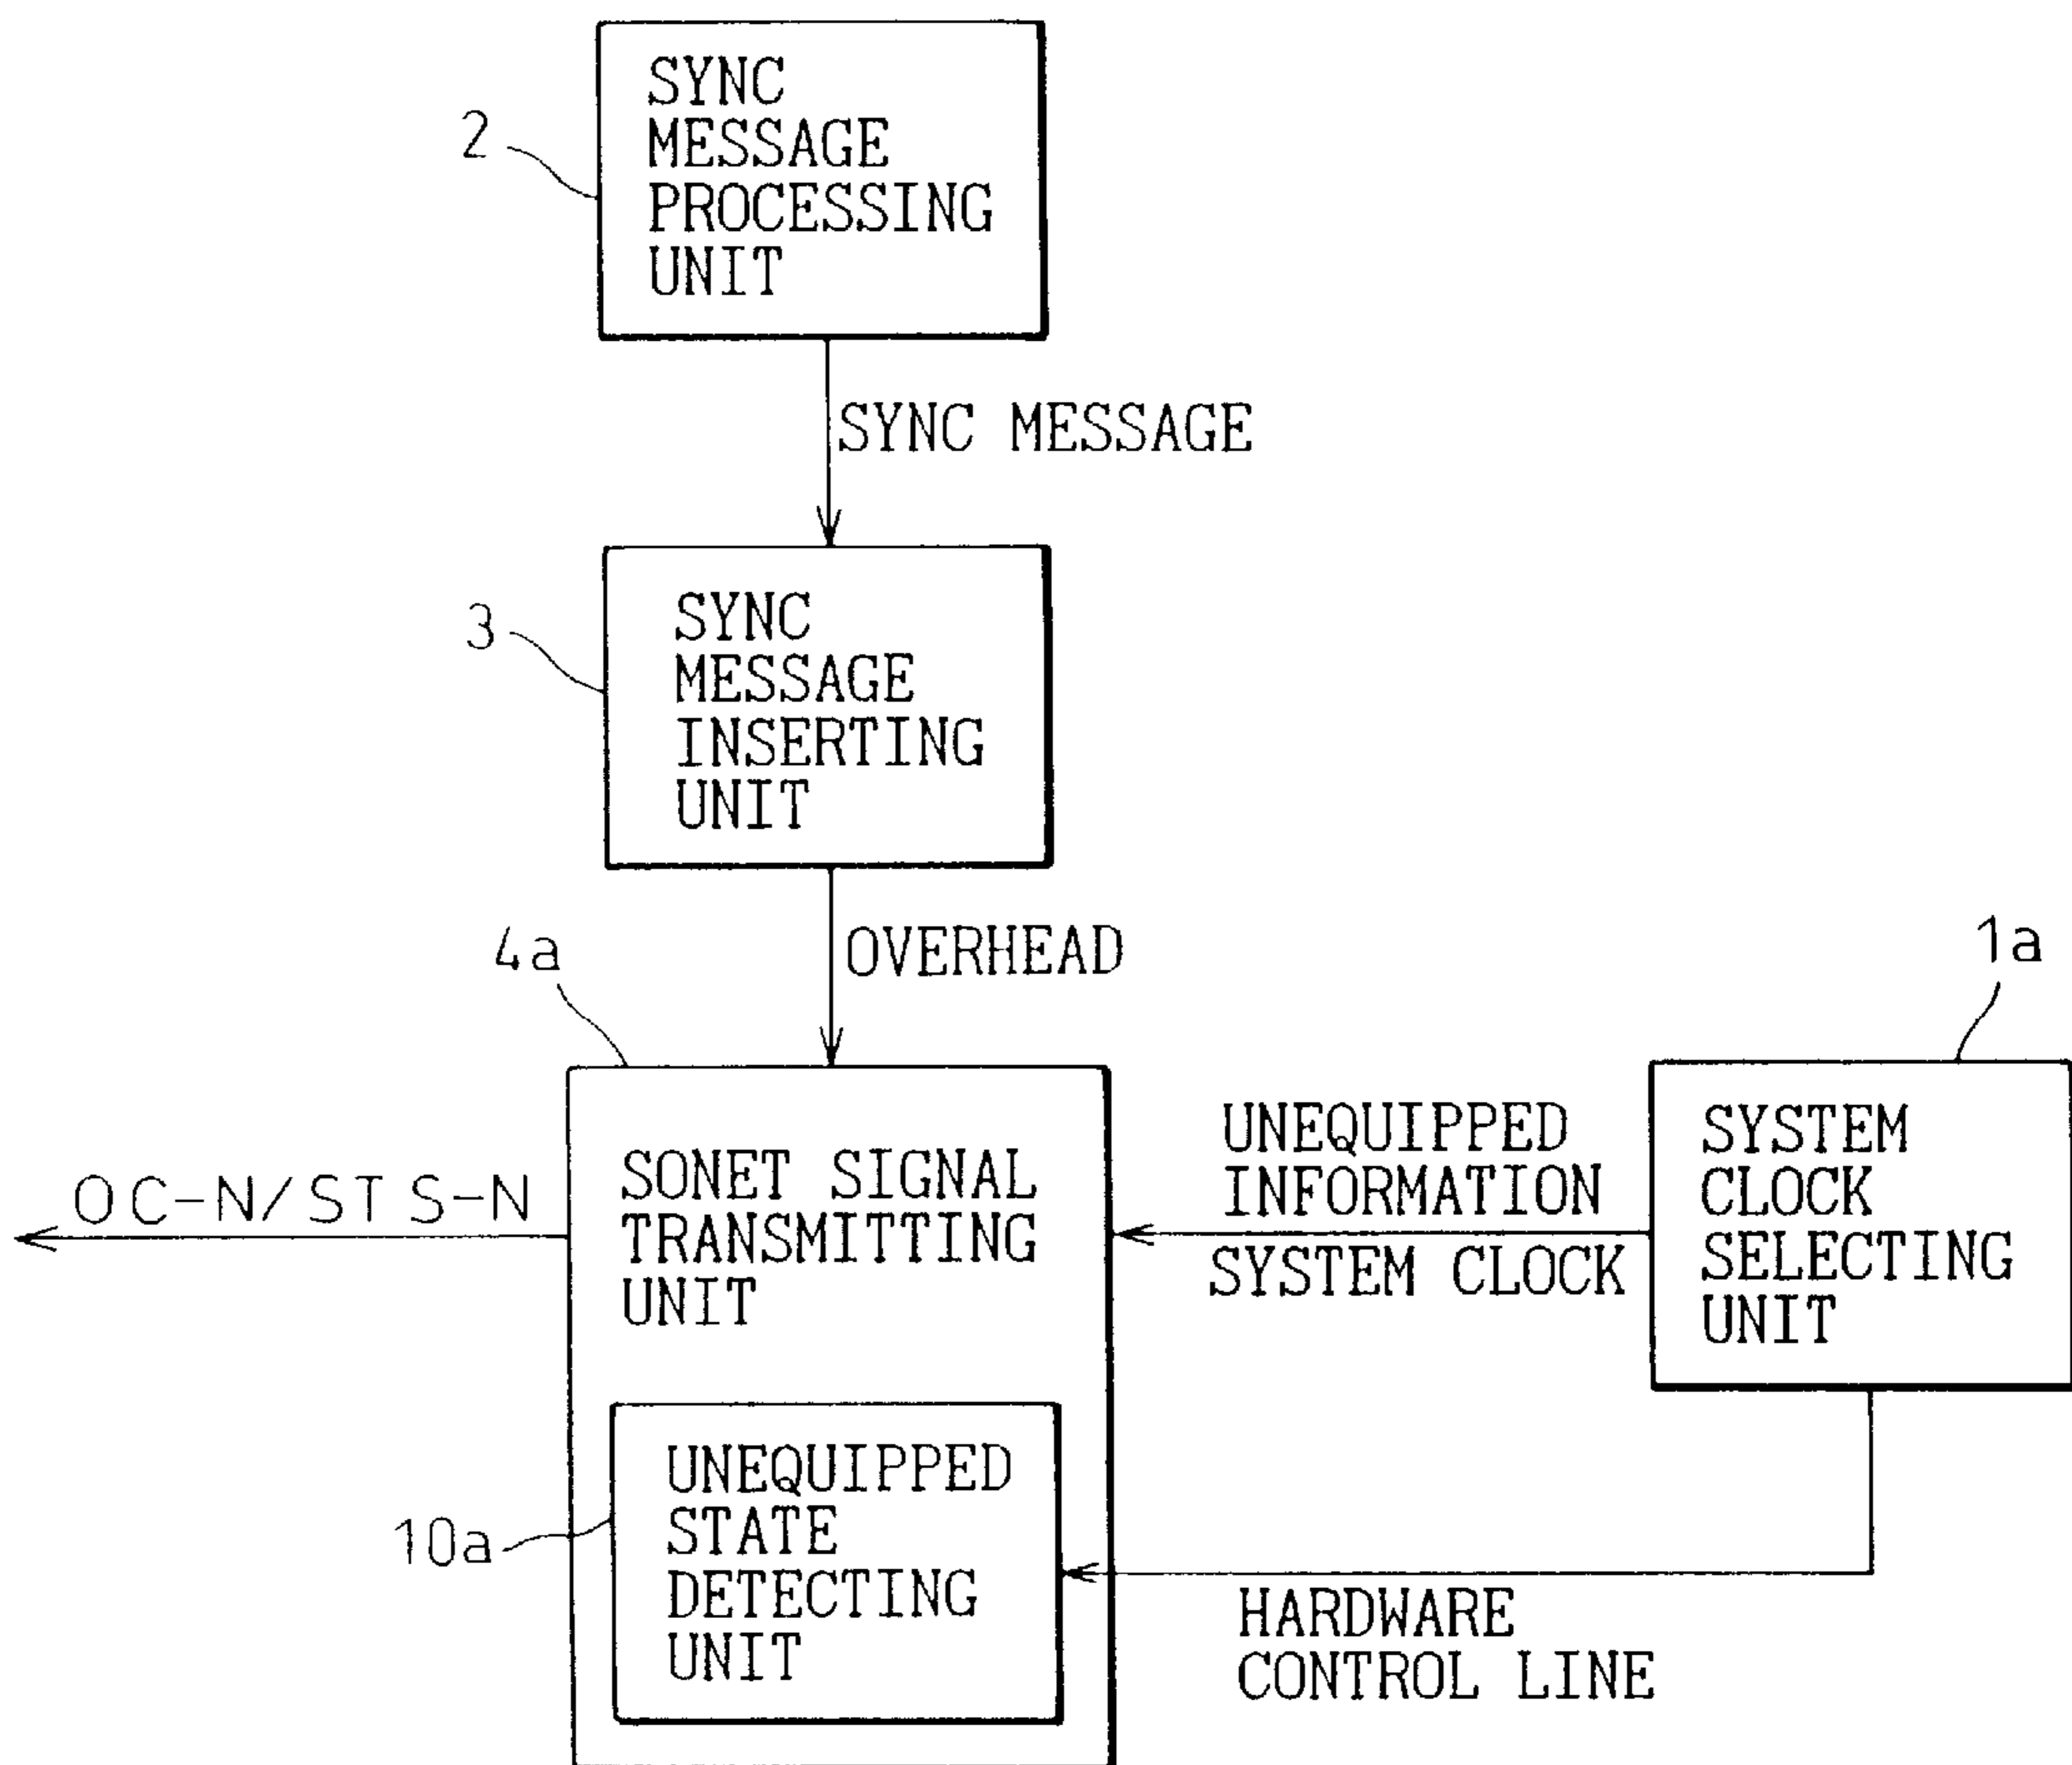 SYNC
MESSAGE
PROCESSING
UNIT
2
SYNC MESSAGE
SYNC
MESSAGE
INSERTING
UNIT
3
OVERHEAD
4a
1a
OC-N/STS-N
SONET SIGNAL
TRANSMITTING
UNIT
UNEQUIPPED
INFORMATION
SYSTEM CLOCK
SYSTEM
CLOCK
SELECTING
UNIT
10a
UNEQUIPPED
STATE
DETECTING
UNIT
HARDWARE
CONTROL LINE